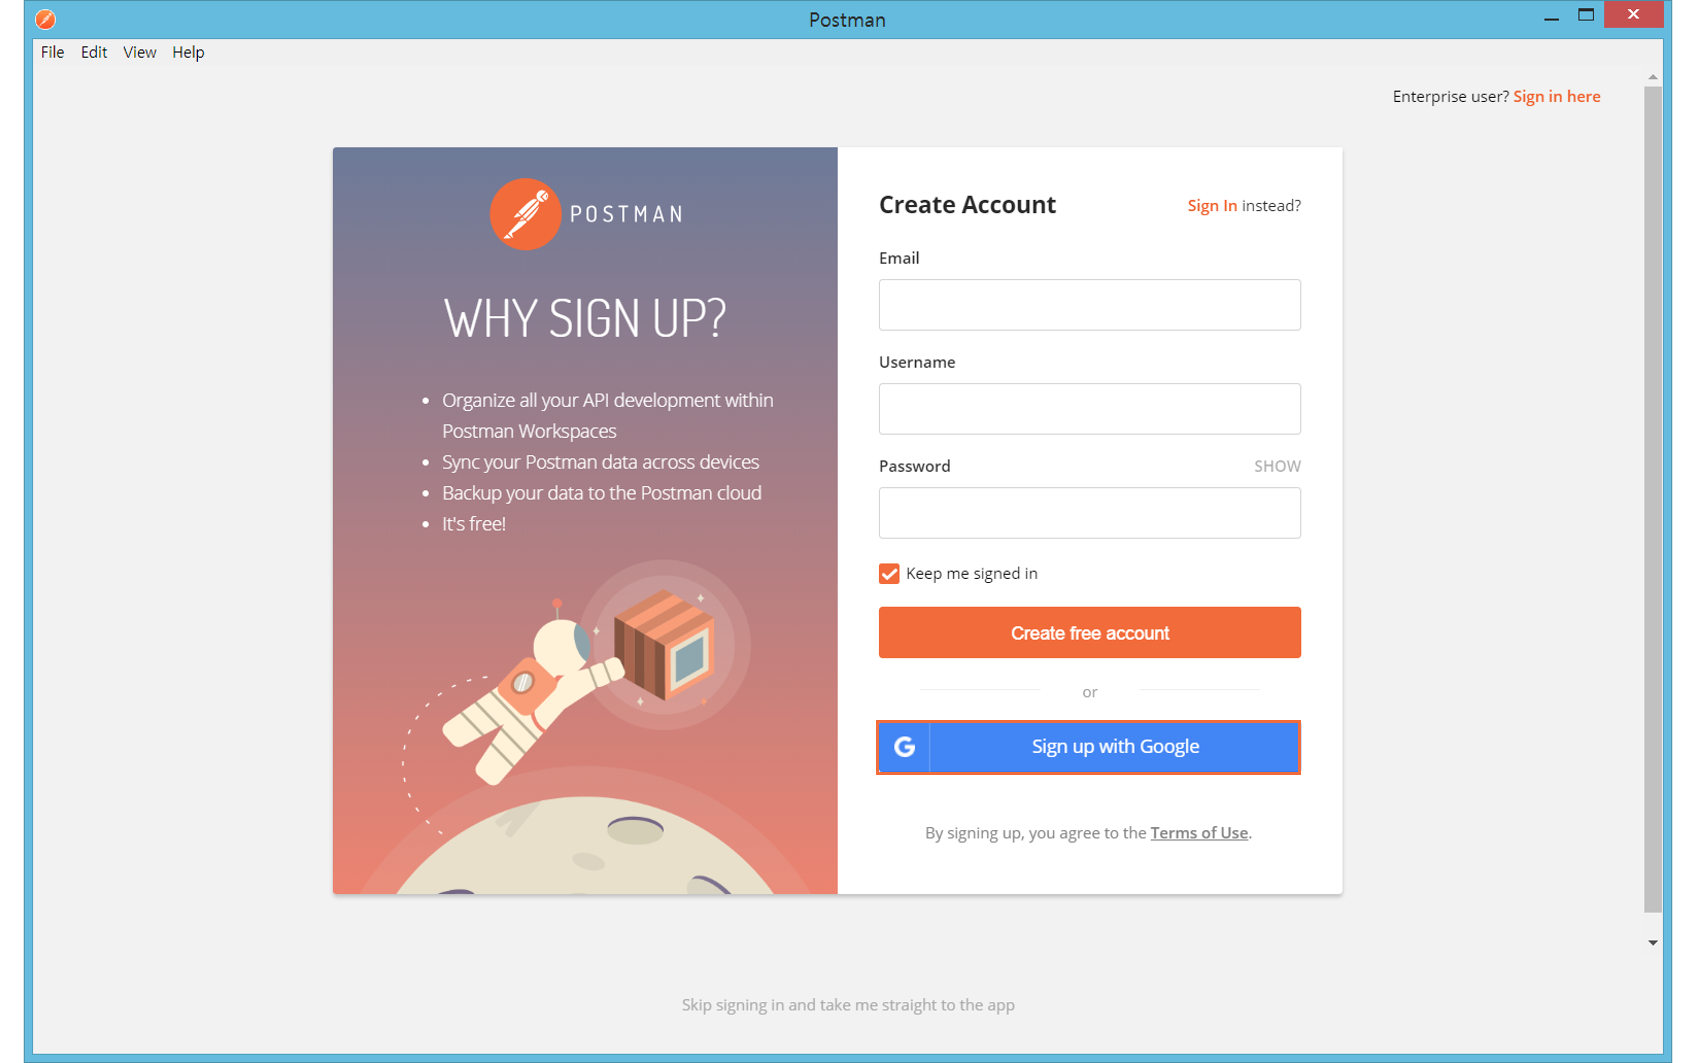 Postman
File Edit View Help
Enterprise user? Sign in here
POSTMAN
WHY SIGN UP?
• Organize all your API development within
Postman Workspaces
• Sync your Postman data across devices
• Backup your data to the Postman cloud
• It's free!
Create Account
Sign In instead?
Email
Username
Password
SHOW
Keep me signed in
Create free account
or
G Sign up with Google
By signing up, you agree to the Terms of Use.
Skip signing in and take me straight to the app